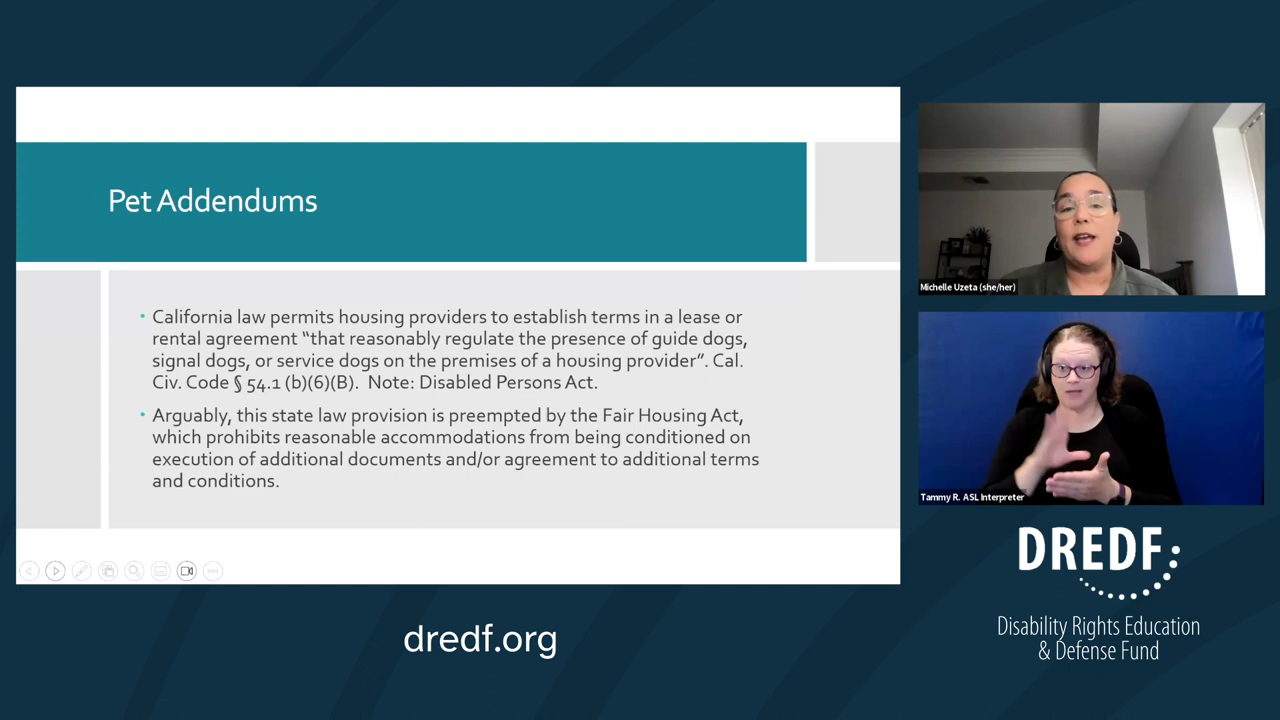 Pet Addendums
• California law permits housing providers to establish terms in a lease or
rental agreement “that reasonably regulate the presence of guide dogs,
signal dogs, or service dogs on the premises of a housing provider”. Cal.
Civ. Code § 54.1 (b)(6)(B).  Note: Disabled Persons Act.
• Arguably, this state law provision is preempted by the Fair Housing Act,
which prohibits reasonable accommodations from being conditioned on
execution of additional documents and/or agreement to additional terms
and conditions.
Michelle Uzeta (she/her)
Tammy R. ASL Interpreter
DREDF
Disability Rights Education
& Defense Fund
dredf.org